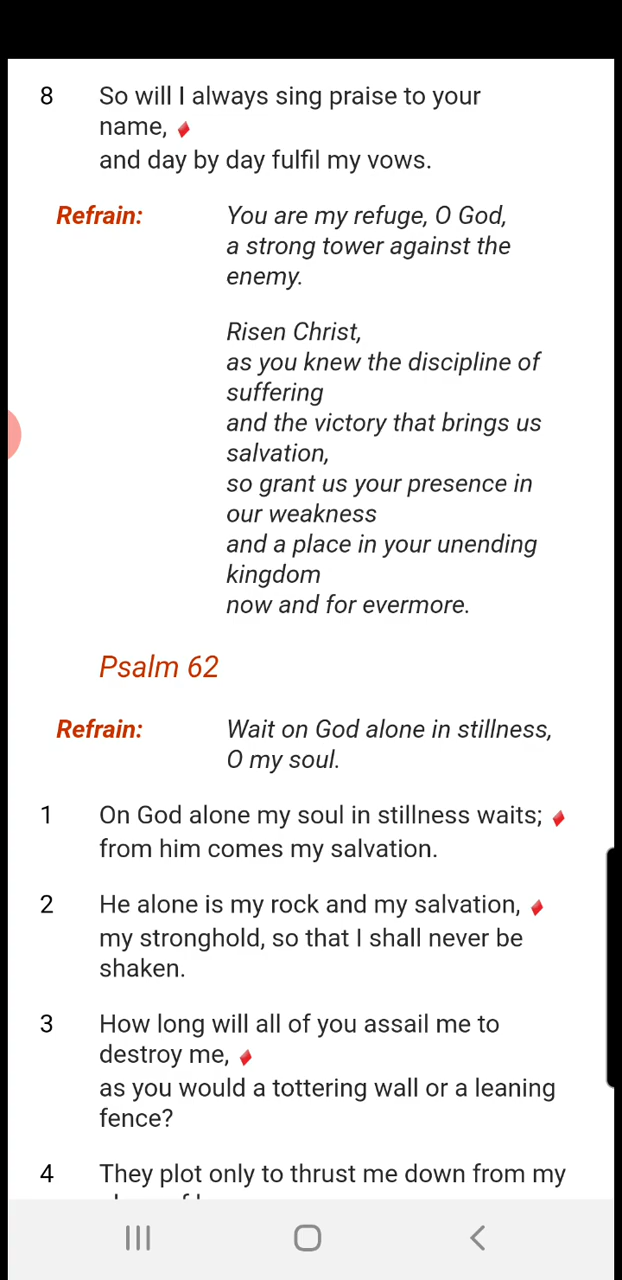 8 So will I always sing praise to your
name, ♦
and day by day fulfil my vows.
Refrain: You are my refuge, O God,
a strong tower against the
enemy.
Risen Christ,
as you knew the discipline of
suffering
and the victory that brings us
salvation,
so grant us your presence in
our weakness
and a place in your unending
kingdom
now and for evermore.
Psalm 62
Refrain: Wait on God alone in stillness,
O my soul.
1 On God alone my soul in stillness waits; ♦
from him comes my salvation.
2 He alone is my rock and my salvation, ♦
my stronghold, so that I shall never be
shaken.
3 How long will all of you assail me to
destroy me, ♦
as you would a tottering wall or a leaning
fence?
4 They plot only to thrust me down from my